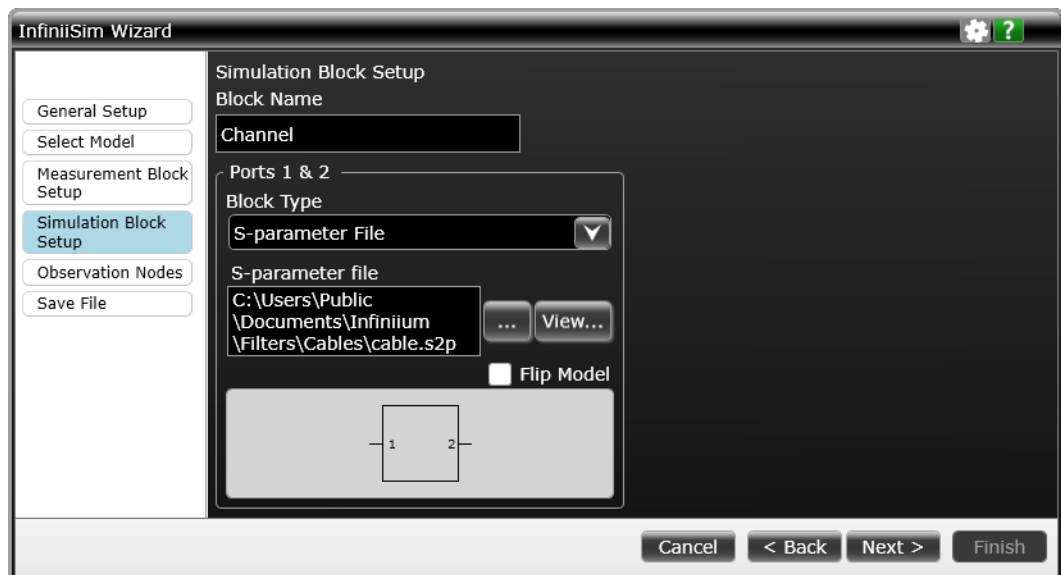 InfiniiSim Wizard
?
General Setup
Select Model
Measurement Block
Setup
Simulation Block
Setup
Observation Nodes
Save File
Simulation Block Setup
Block Name
Channel
Ports 1 & 2
Block Type
S-parameter File
S-parameter file
C:\Users\Public
\Documents\Infiniium
\Filters\Cables\cable.s2p
...
View...
Flip Model
1 2
Cancel
< Back
Next >
Finish